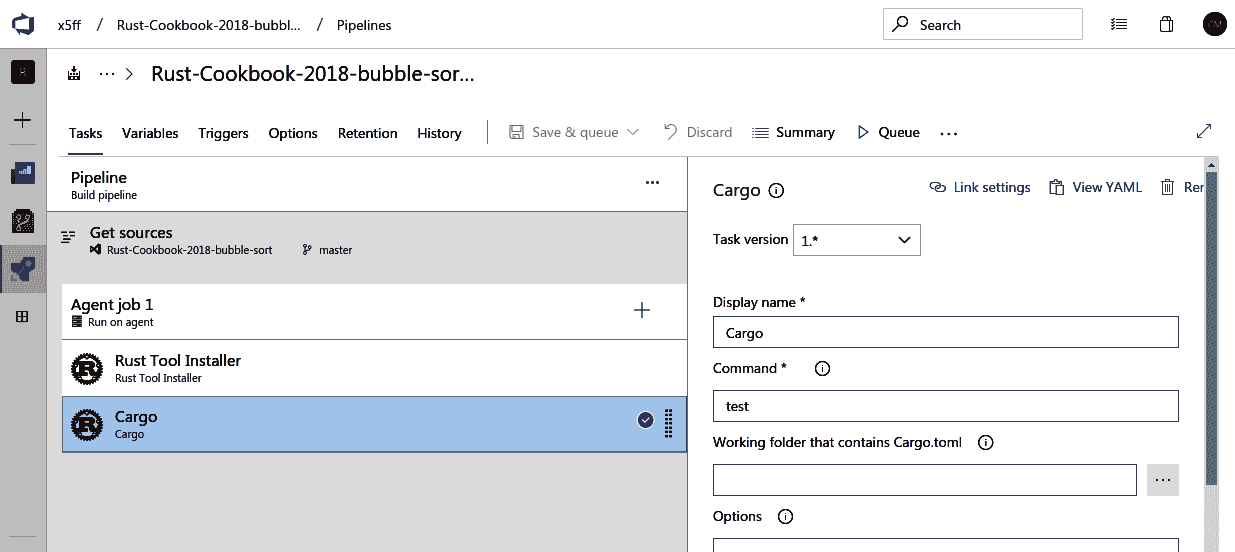 x5ff / Rust-Cookbook-2018-bubbl... / Pipelines
Search
CM
R
... > Rust-Cookbook-2018-bubble-sor...
Tasks Variables Triggers Options Retention History Save & queue Discard Summary Queue ...
Pipeline
Build pipeline
...
Get sources
Rust-Cookbook-2018-bubble-sort master
Agent job 1
Run on agent
Rust Tool Installer
Rust Tool Installer
Cargo
Cargo
Cargo Link settings View YAML Rer
Task version 1.*
Display name *
Cargo
Command *
test
Working folder that contains Cargo.toml
...
Options